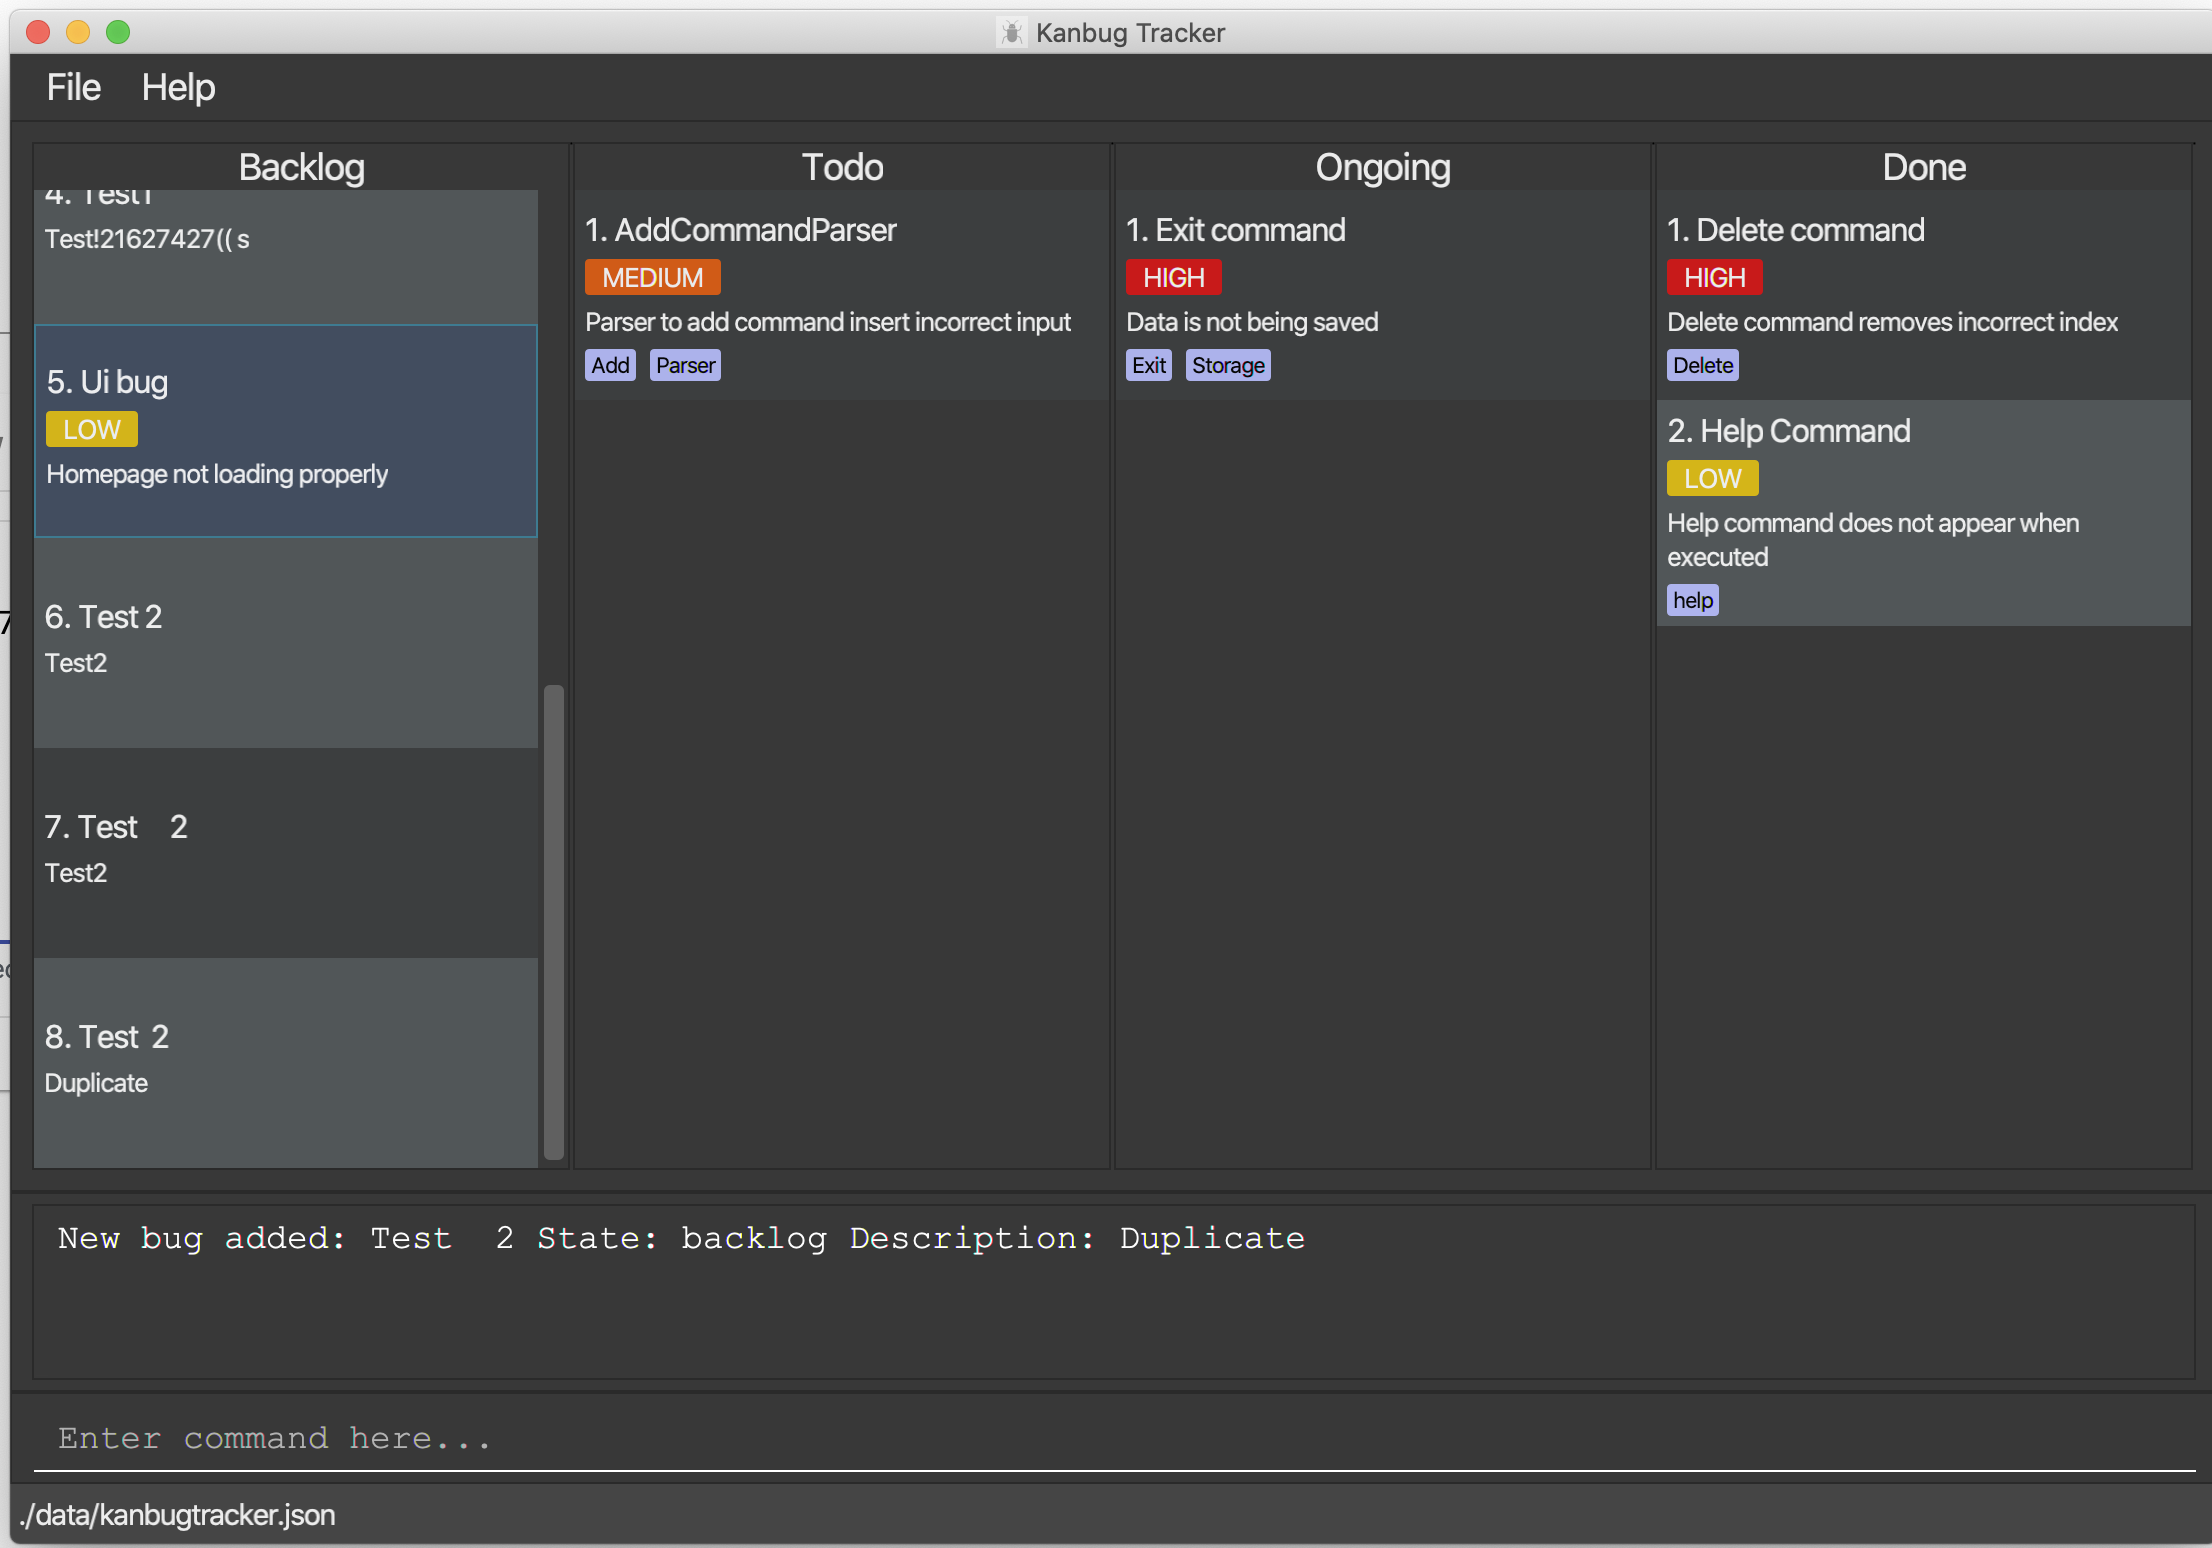 Kanbug Tracker
File Help
Backlog
4. Test1
Test!21627427(( s
5. Ui bug
LOW
Homepage not loading properly
6. Test 2
Test2
7. Test    2
Test2
8. Test  2
Duplicate
Todo
1. AddCommandParser
MEDIUM
Parser to add command insert incorrect input
Add Parser
Ongoing
1. Exit command
HIGH
Data is not being saved
Exit Storage
Done
1. Delete command
HIGH
Delete command removes incorrect index
Delete
2. Help Command
LOW
Help command does not appear when
executed
help
New bug added: Test  2 State: backlog Description: Duplicate
Enter command here...
./data/kanbugtracker.json